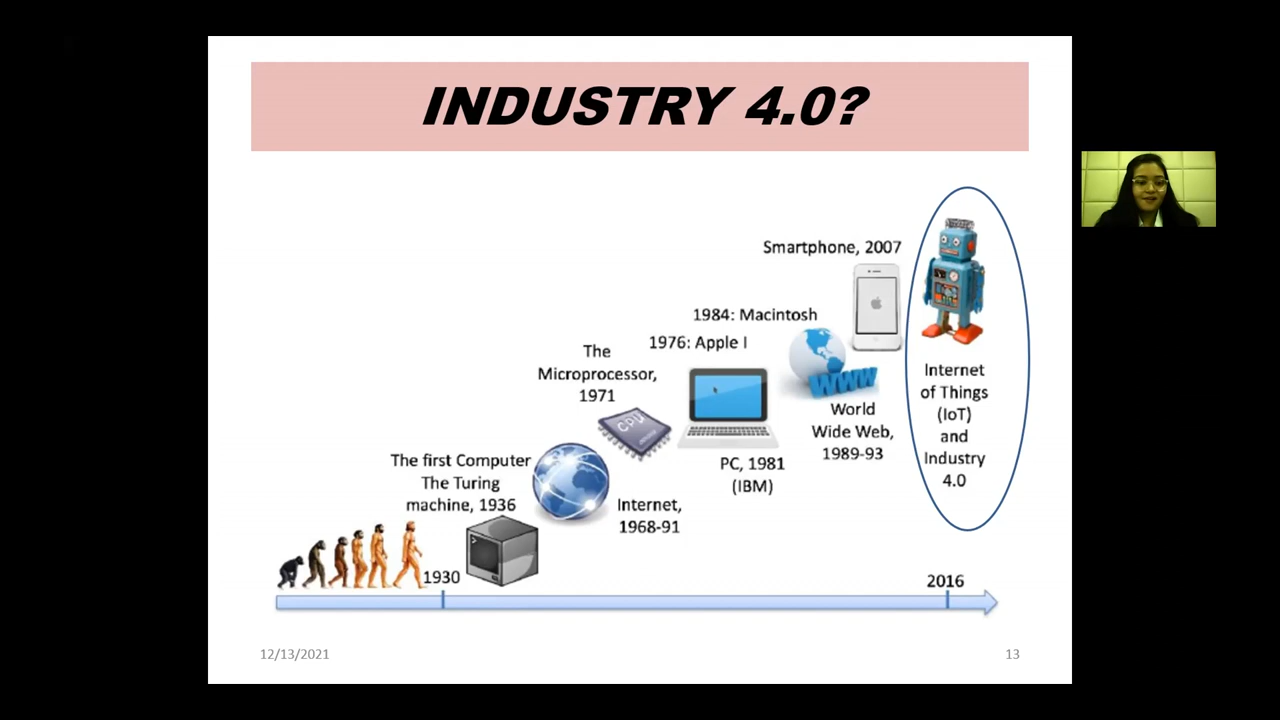 INDUSTRY 4.0?
Smartphone, 2007
1984: Macintosh
1976: Apple I
The
Microprocessor,
1971
CPU
WWW
World
Wide Web,
1989-93
PC, 1981
(IBM)
The first Computer
The Turing
machine, 1936
Internet,
1968-91
Internet
of Things
(IoT)
and
Industry
4.0
1930
2016
12/13/2021
13